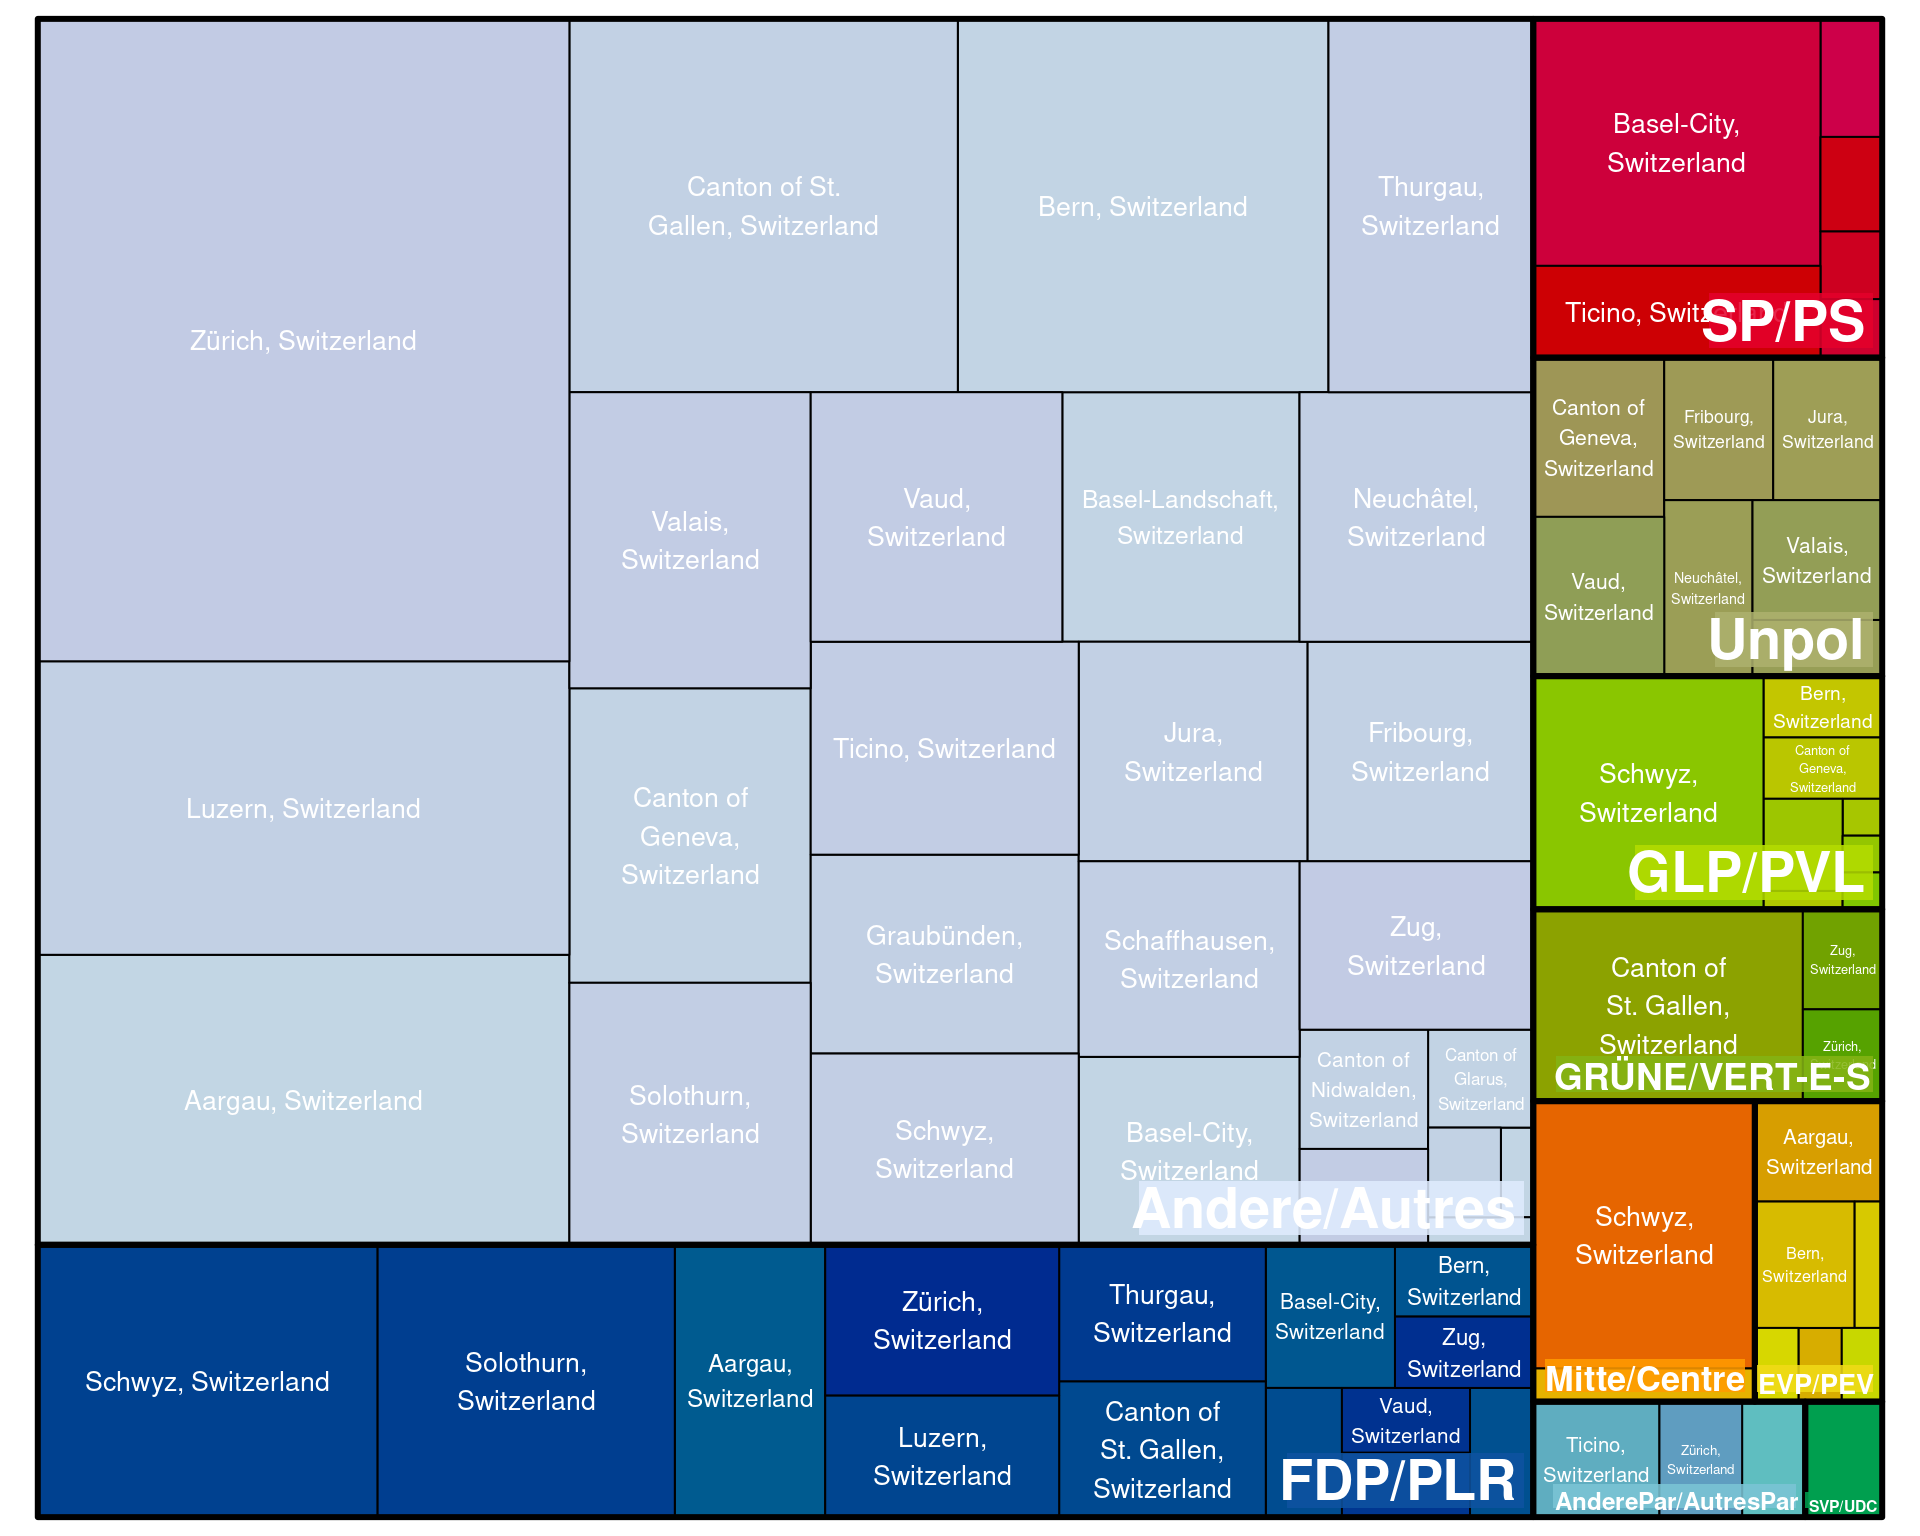 Zürich, Switzerland
Canton of St.
Gallen, Switzerland
Bern, Switzerland
Thurgau,
Switzerland
Luzern, Switzerland
Aargau, Switzerland
Valais,
Switzerland
Vaud,
Switzerland
Basel-Landschaft,
Switzerland
Neuchâtel,
Switzerland
Canton of
Geneva,
Switzerland
Ticino, Switzerland
Jura,
Switzerland
Fribourg,
Switzerland
Solothurn,
Switzerland
Graubünden,
Switzerland
Schaffhausen,
Switzerland
Zug,
Switzerland
Schwyz,
Switzerland
Basel-City,
Switzerland
Canton of
Nidwalden,
Switzerland
Canton of
Glarus,
Switzerland
Andere/Autres
Schwyz, Switzerland
Solothurn,
Switzerland
Aargau,
Switzerland
Zürich,
Switzerland
Luzern,
Switzerland
Thurgau,
Switzerland
Canton of
St. Gallen,
Switzerland
Basel-City,
Switzerland
Bern,
Switzerland
Zug,
Switzerland
Vaud,
Switzerland
FDP/PLR
Basel-City,
Switzerland
Ticino, Switzerland
SP/PS
Canton of
Geneva,
Switzerland
Fribourg,
Switzerland
Jura,
Switzerland
Vaud,
Switzerland
Neuchâtel,
Switzerland
Valais,
Switzerland
Unpol
Schwyz,
Switzerland
Bern,
Switzerland
Canton of
Geneva,
Switzerland
GLP/PVL
Canton of
St. Gallen,
Switzerland
Zug,
Switzerland
Zürich,
Switzerland
GRÜNE/VERT-E-S
Schwyz,
Switzerland
Mitte/Centre
Aargau,
Switzerland
Bern,
Switzerland
EVP/PEV
Ticino,
Switzerland
Zürich,
Switzerland
AnderePar/AutresPar
SVP/UDC